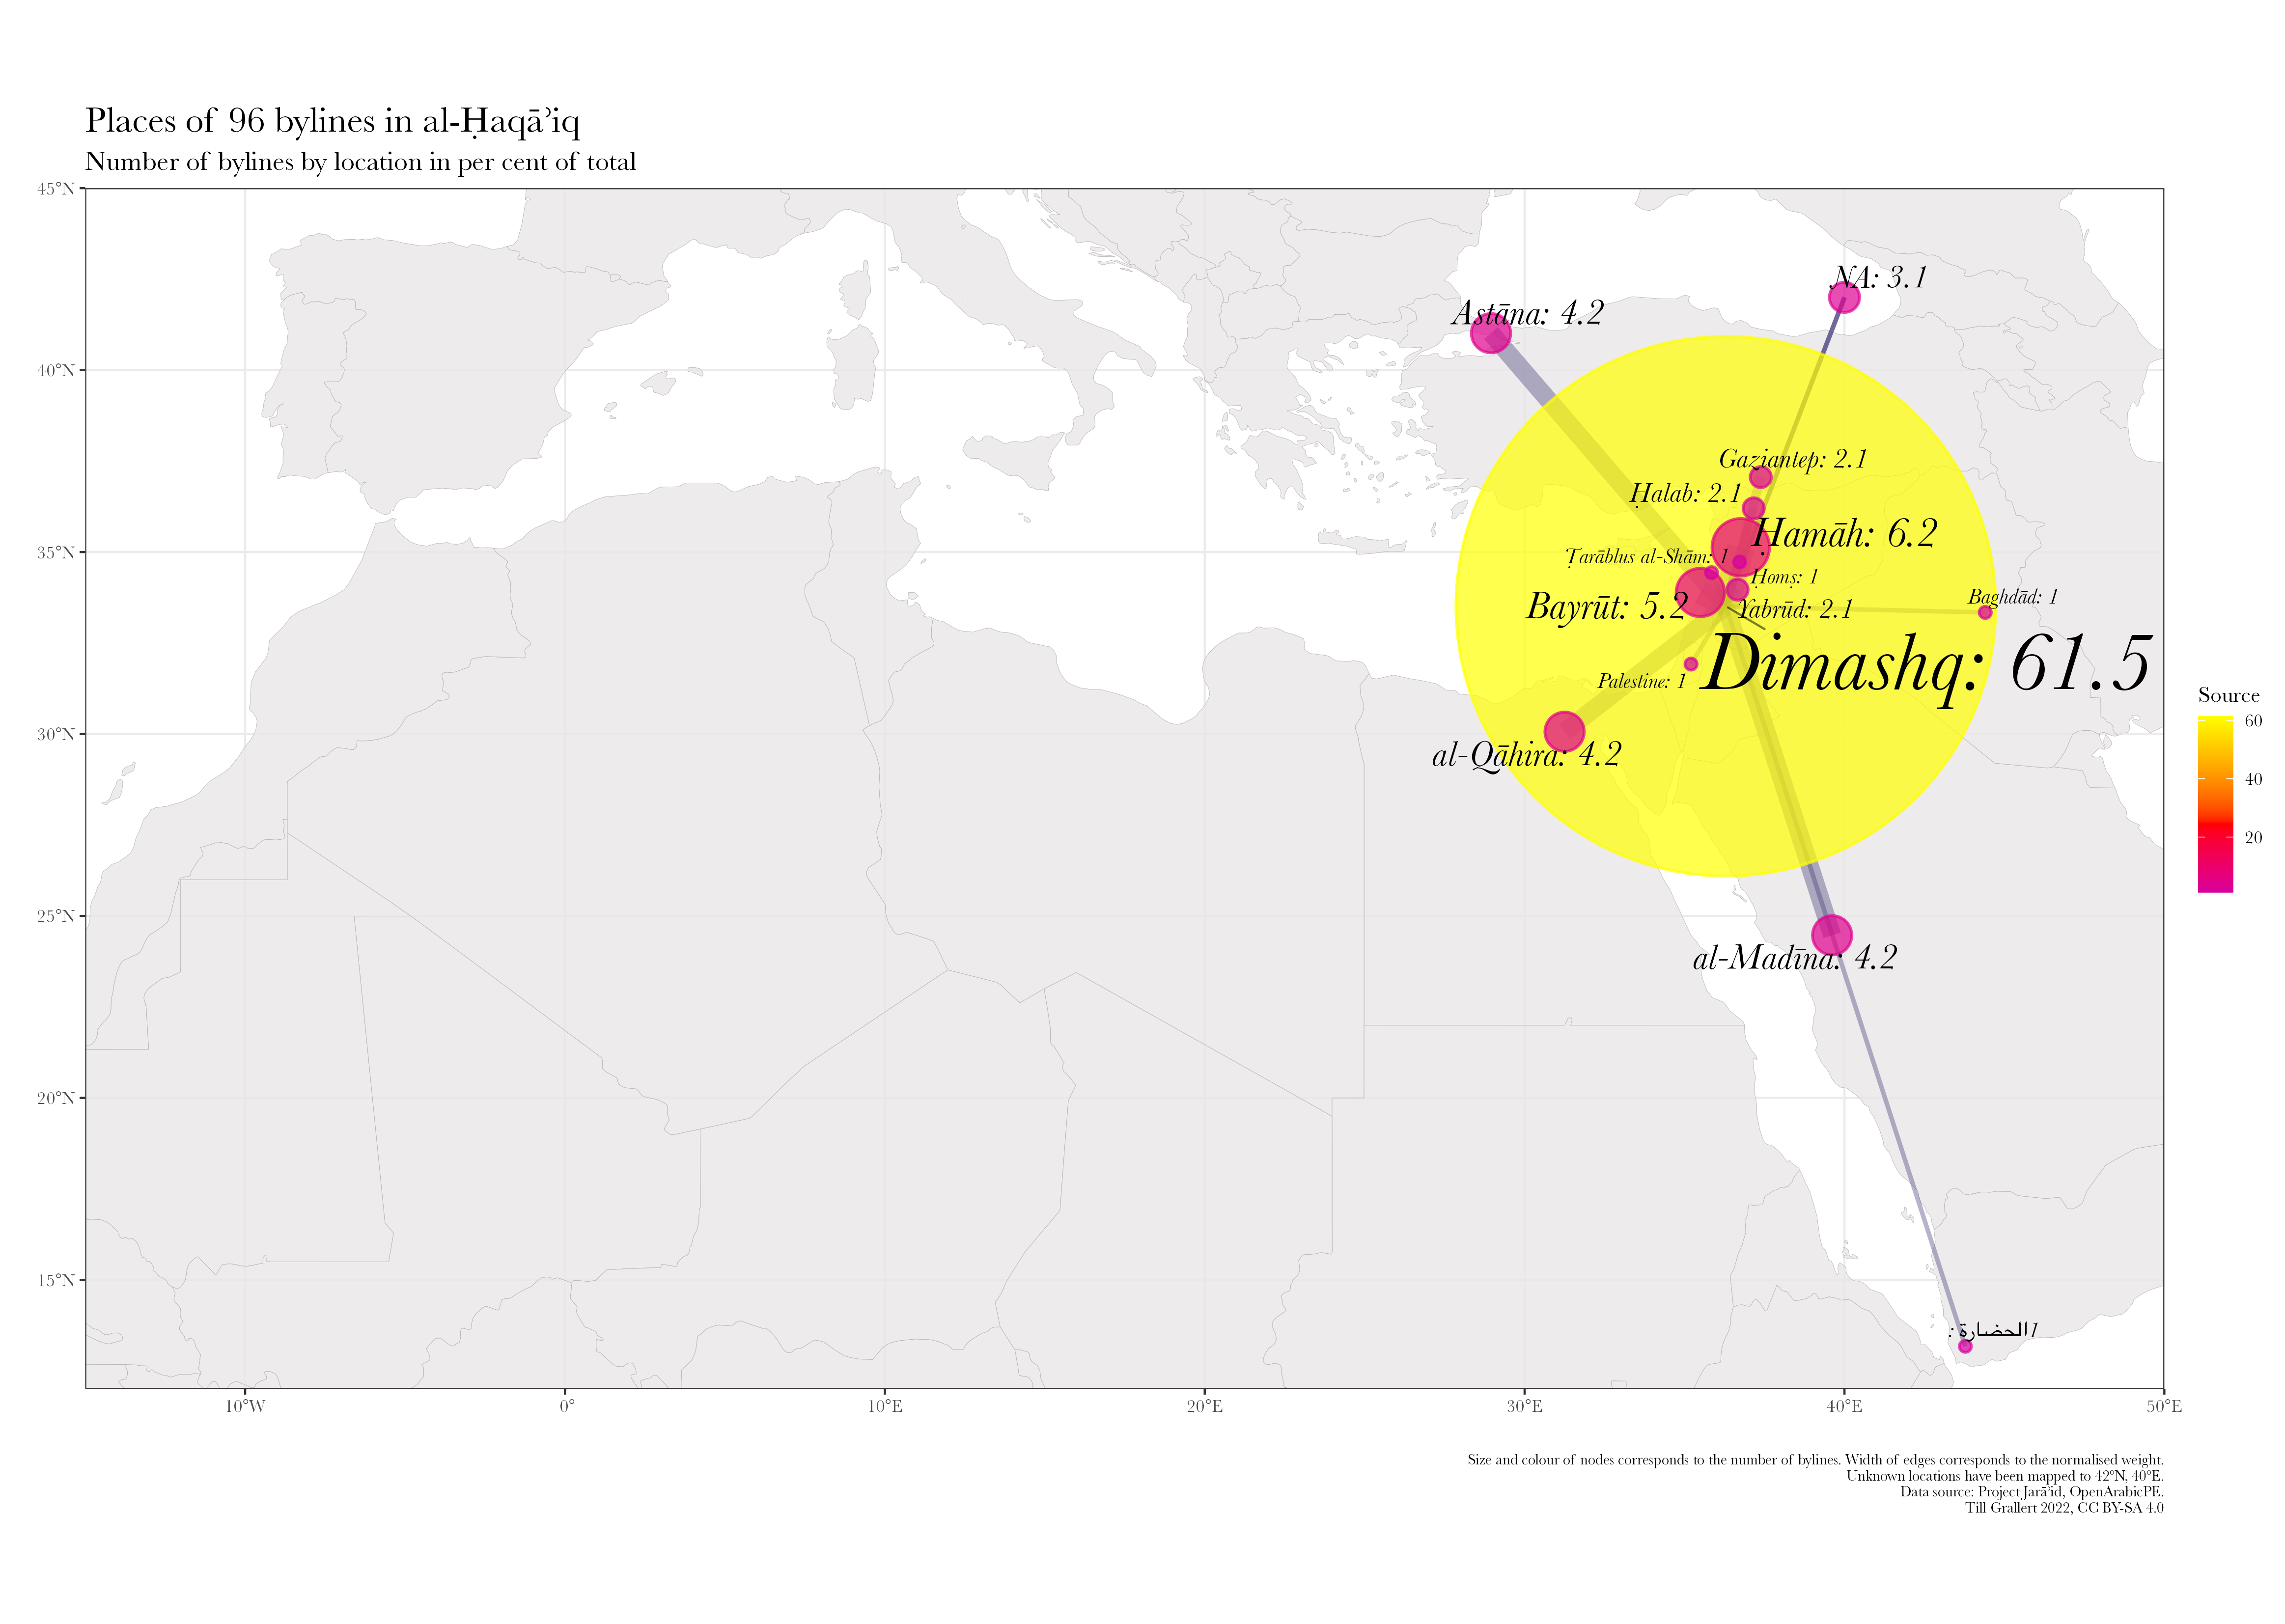 Places of 96 bylines in al-Ḥaqāʾiq
Number of bylines by location in per cent of total
45°N
40°N
35°N
30°N
25°N
20°N
15°N
NA: 3.1
Astāna: 4.2
Gaziantep: 2.1
Ḥalab: 2.1
Ḥamāh: 6.2
Ṭarāblus al-Shām: 1
Ḥomṣ: 1
Baghdād: 1
Bayrūt: 5.2
Yabrūd: 2.1
Dimashq: 61.5
Palestine: 1
al-Qāhira: 4.2
al-Madīna: 4.2
الحضارة: 1
Source
60
40
20
10°W
0°
10°E
20°E
30°E
40°E
50°E
Size and colour of nodes corresponds to the number of bylines. Width of edges corresponds to the normalised weight.
Unknown locations have been mapped to 42°N, 40°E.
Data source: Project Jarāʾid, OpenArabicPE.
Till Grallert 2022, CC BY-SA 4.0